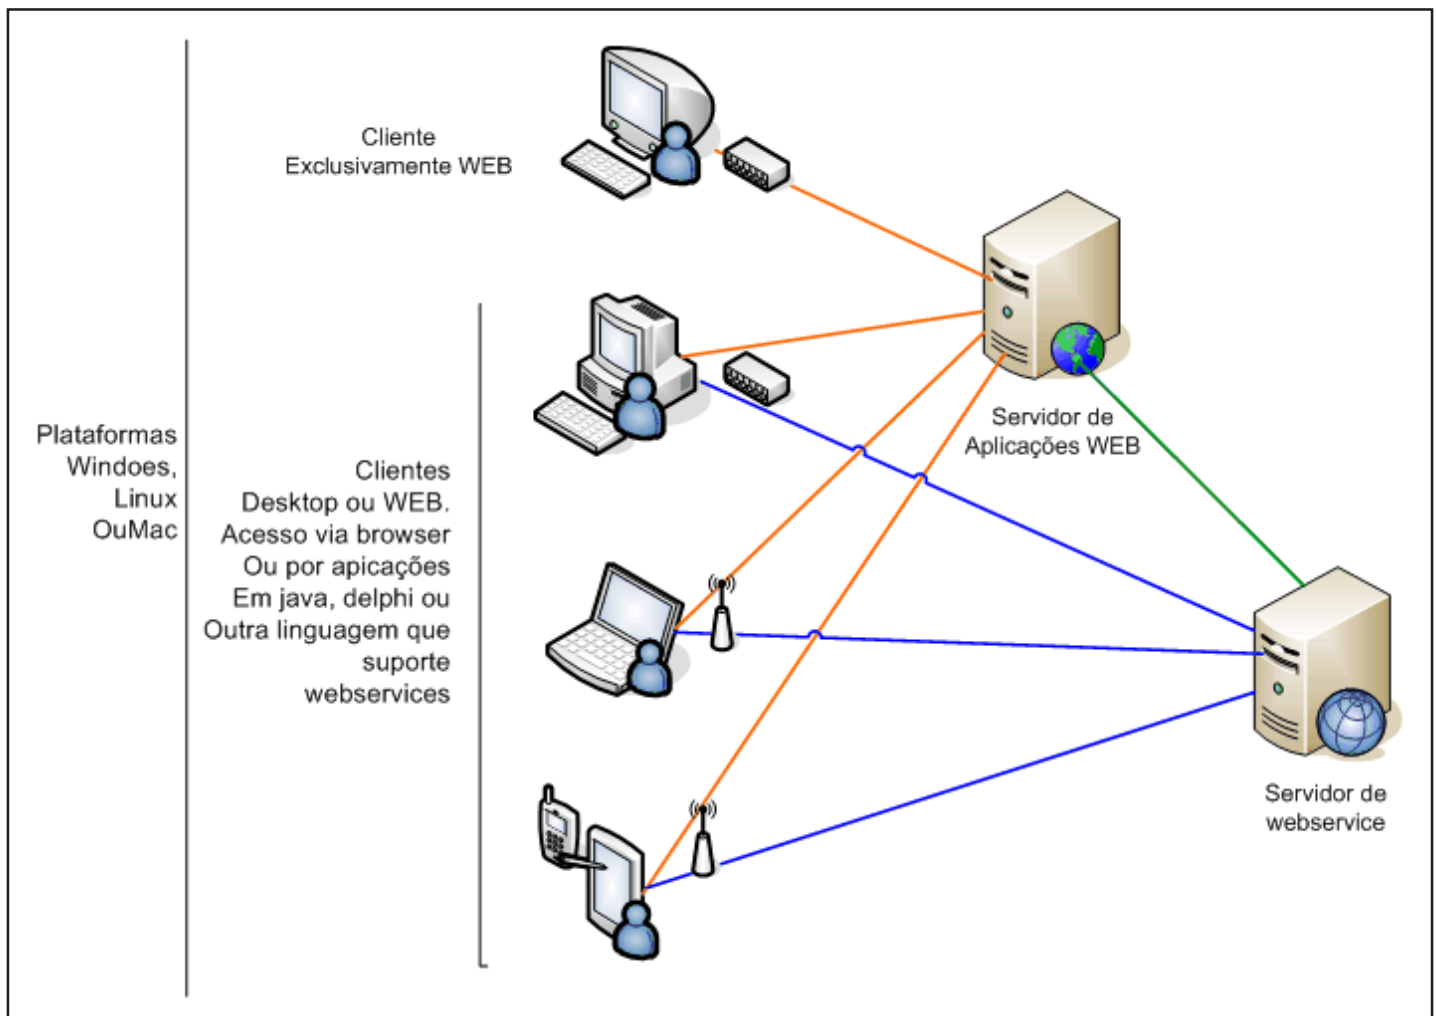 Cliente
Exclusivamente WEB
Servidor de
Aplicações WEB
Plataformas
Windoes,
Linux
OuMac
Clientes
Desktop ou WEB.
Acesso via browser
Ou por apicações
Em java, delphi ou
Outra linguagem que
suporte
webservices
Servidor de
webservice